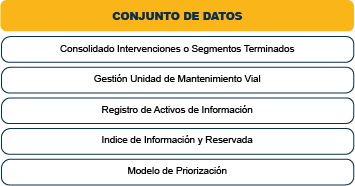 CONJUNTO DE DATOS
Consolidado Intervenciones o Segmentos Terminados
Gestión Unidad de Mantenimiento Vial
Registro de Activos de Información
Indice de Información y Reservada
Modelo de Priorización